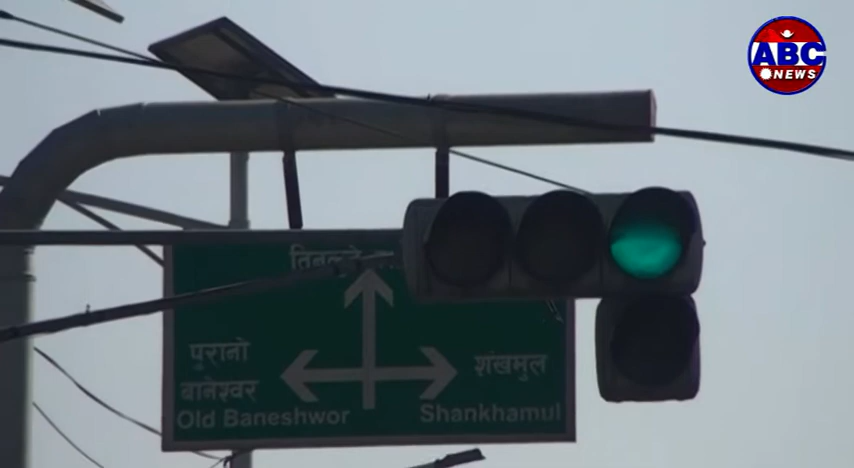 ABC
NEWS
पुरानो
बानेश्वर
Old Baneshwor
शंखमुल
Shankhamul